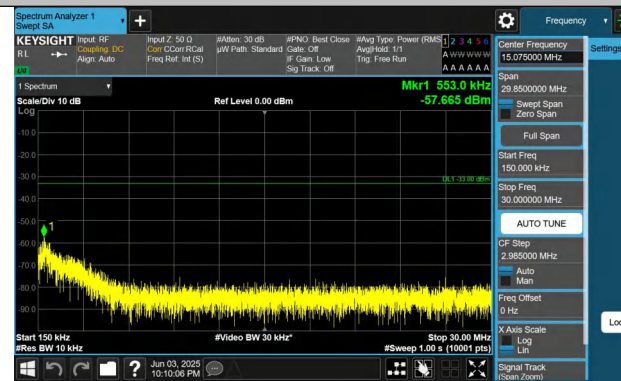 Spectrum Analyzer 1
Swept SA
Frequency
KEYSIGHT
RL
Input: RF
Coupling: DC
Align: Auto
Input Z: 50 Ω
Corr CCorr RCal
Freq Ref: Int (S)
#Atten: 30 dB
µW Path: Standard
#PNO: Best Close
Gate: Off
IF Gain: Low
Sig Track: Off
#Avg Type: Power (RMS
Avg|Hold: 1/1
Trig: Free Run
1 2 3 4 5 6
A W W W W W
A A A A A A
1 Spectrum
Scale/Div 10 dB
Log
Ref Level 0.00 dBm
Mkr1 553.0 kHz
-57.665 dBm
-10.0
-20.0
-30.0
DL1 -33.00 dBm
-40.0
-50.0
1
-60.0
-70.0
-80.0
-90.0
Start 150 kHz
#Res BW 10 kHz
#Video BW 30 kHz*
Stop 30.00 MHz
#Sweep 1.00 s (10001 pts)
?
Jun 03, 2025
10:10:06 PM
Center Frequency
15.075000 MHz
Settings
Span
29.8500000 MHz
Swept Span
Zero Span
Full Span
Start Freq
150.000 kHz
Stop Freq
30.000000 MHz
AUTO TUNE
CF Step
2.985000 MHz
Auto
Man
Freq Offset
0 Hz
X Axis Scale
Log
Lin
Signal Track
(Span Zoom)